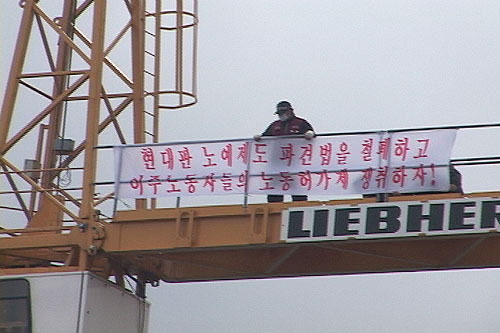 현대판 노예제도 파견법을 철폐하고
이주노동자들의 노동허가제 쟁취하자!
LIEBHER